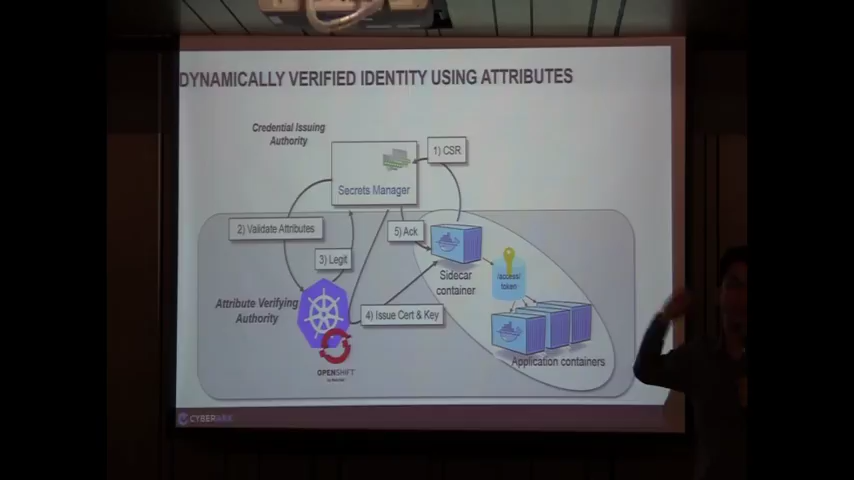 DYNAMICALLY VERIFIED IDENTITY USING ATTRIBUTES
Credential Issuing
Authority
1) CSR
Secrets Manager
2) Validate Attributes
5) Ack
3) Legit
Sidecar
container
/access/
token
Attribute Verifying
Authority
4) Issue Cert & Key
Application containers
OPENSHIFT
CYBERARK